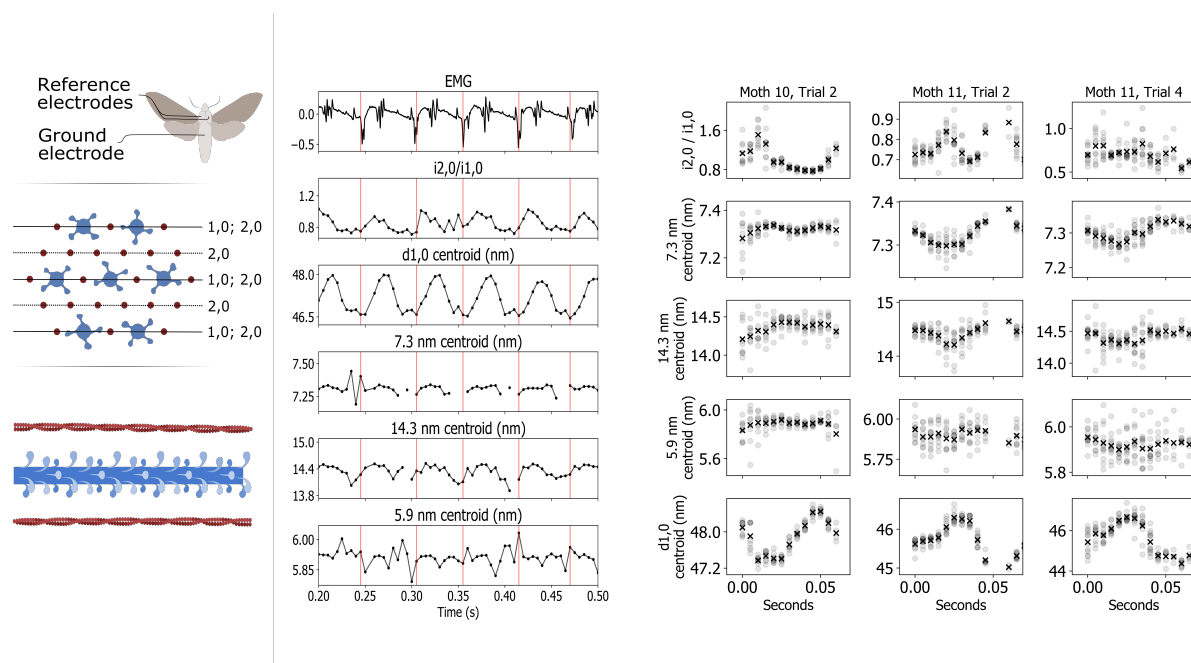 Reference
electrodes
Ground
electrode
1,0; 2,0
2,0
1,0; 2,0
2,0
1,0; 2,0
EMG
0.0
−0.5
i2,0/i1,0
1.2
0.8
d1,0 centroid (nm)
48.0
46.5
7.3 nm centroid (nm)
7.50
7.25
14.3 nm centroid (nm)
15.0
14.4
13.8
5.9 nm centroid (nm)
6.00
5.85
0.20 0.25 0.30 0.35 0.40 0.45 0.50
Time (s)
Moth 10, Trial 2 Moth 11, Trial 2 Moth 11, Trial 4
i2,0 / i1,0
1.6
0.8
0.9
0.8
0.7
1.0
0.5
7.3 nm
centroid (nm)
7.4
7.2
7.4
7.3
7.3
7.2
14.3 nm
centroid (nm)
14.5
14.0
15
14
14.5
14.0
5.9 nm
centroid (nm)
6.0
5.6
6.00
5.75
6.0
5.8
d1,0
centroid (nm)
48.0
47.2
46
45
46
44
0.00 0.05 0.00 0.05 0.00 0.05
Seconds Seconds Seconds